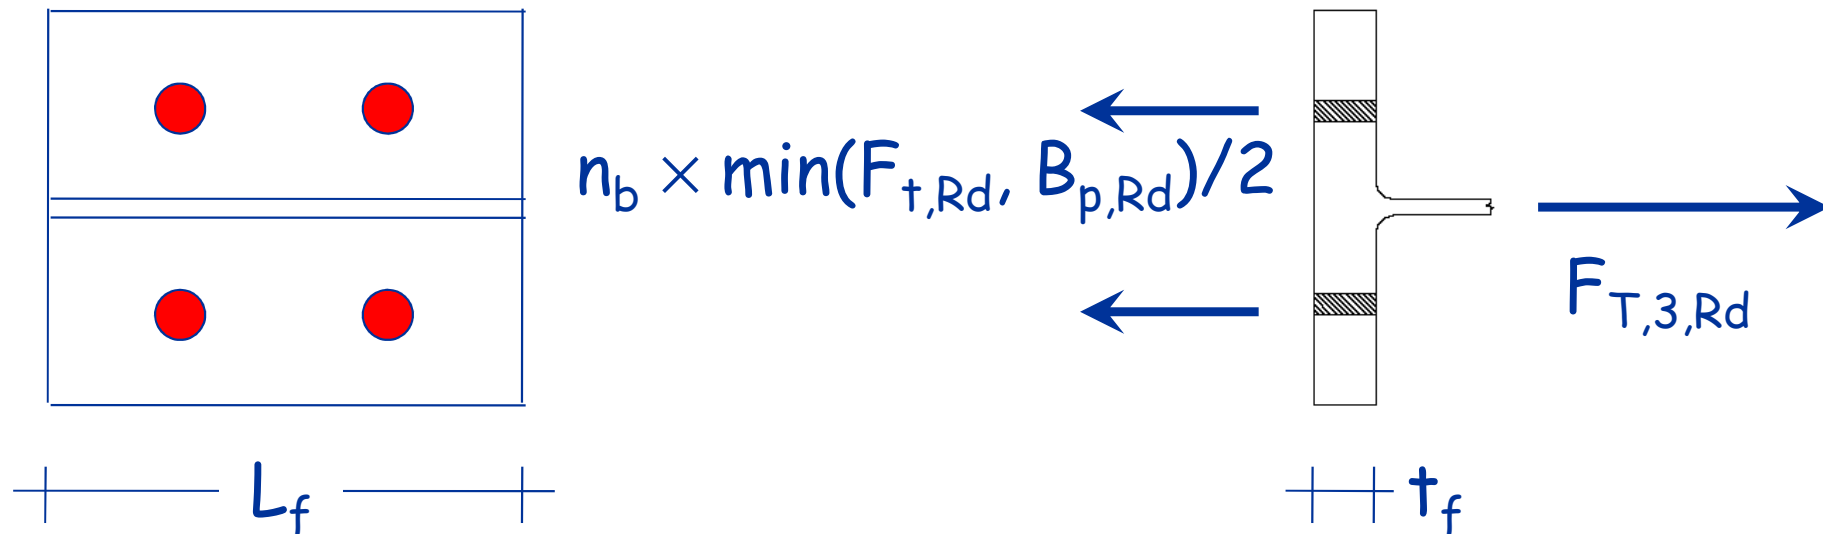 n_b × min(F_t,Rd, B_p,Rd)/2
F_T,3,Rd
L_f
t_f